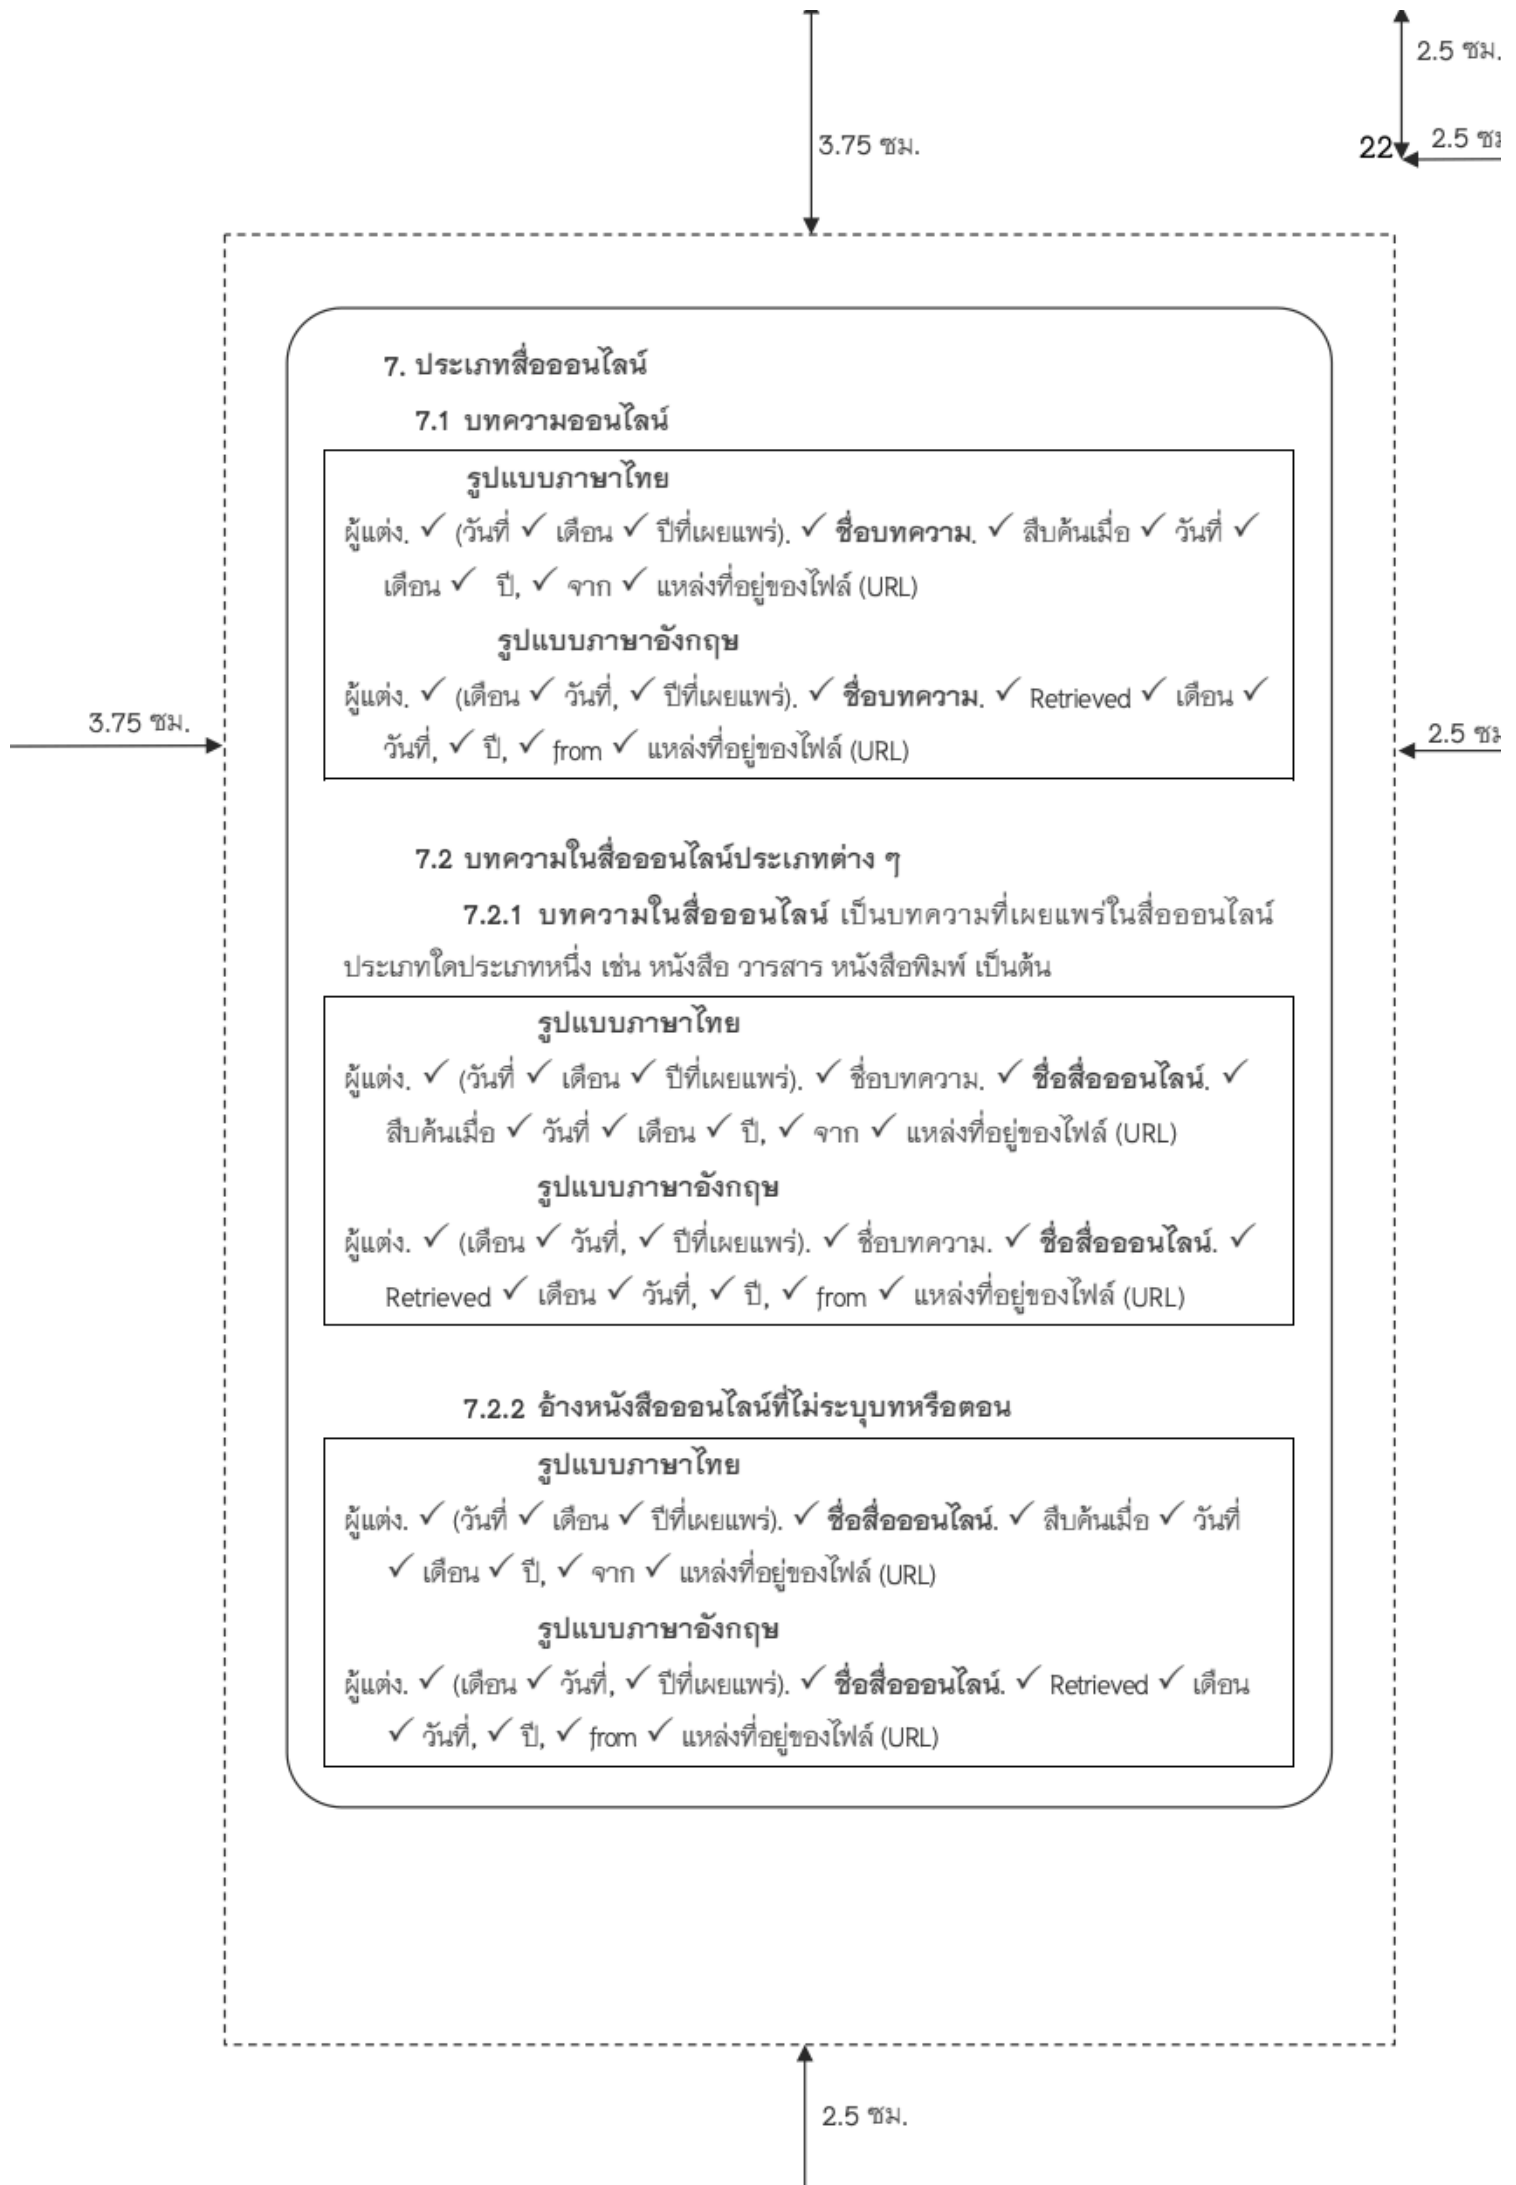 2.5 ซม.
3.75 ซม.
22
2.5 ซม
7. ประเภทสื่อออนไลน์
7.1 บทความออนไลน์
รูปแบบภาษาไทย
ผู้แต่ง. ✓ (วันที่ ✓ เดือน ✓ ปีที่เผยแพร่). ✓ ชื่อบทความ. ✓ สืบค้นเมื่อ ✓ วันที่ ✓
เดือน ✓ ปี, ✓ จาก ✓ แหล่งที่อยู่ของไฟล์ (URL)
รูปแบบภาษาอังกฤษ
ผู้แต่ง. ✓ (เดือน ✓ วันที่, ✓ ปีที่เผยแพร่). ✓ ชื่อบทความ. ✓ Retrieved ✓ เดือน ✓
วันที่, ✓ ปี, ✓ from ✓ แหล่งที่อยู่ของไฟล์ (URL)
3.75 ซม.
2.5 ซม
7.2 บทความในสื่อออนไลน์ประเภทต่าง ๆ
7.2.1 บทความในสื่อออนไลน์ เป็นบทความที่เผยแพร่ในสื่อออนไลน์
ประเภทใดประเภทหนึ่ง เช่น หนังสือ วารสาร หนังสือพิมพ์ เป็นต้น
รูปแบบภาษาไทย
ผู้แต่ง. ✓ (วันที่ ✓ เดือน ✓ ปีที่เผยแพร่). ✓ ชื่อบทความ. ✓ ชื่อสื่อออนไลน์. ✓
สืบค้นเมื่อ ✓ วันที่ ✓ เดือน ✓ ปี, ✓ จาก ✓ แหล่งที่อยู่ของไฟล์ (URL)
รูปแบบภาษาอังกฤษ
ผู้แต่ง. ✓ (เดือน ✓ วันที่, ✓ ปีที่เผยแพร่). ✓ ชื่อบทความ. ✓ ชื่อสื่อออนไลน์. ✓
Retrieved ✓ เดือน ✓ วันที่, ✓ ปี, ✓ from ✓ แหล่งที่อยู่ของไฟล์ (URL)
7.2.2 อ้างหนังสือออนไลน์ที่ไม่ระบุบทหรือตอน
รูปแบบภาษาไทย
ผู้แต่ง. ✓ (วันที่ ✓ เดือน ✓ ปีที่เผยแพร่). ✓ ชื่อสื่อออนไลน์. ✓ สืบค้นเมื่อ ✓ วันที่
✓ เดือน ✓ ปี, ✓ จาก ✓ แหล่งที่อยู่ของไฟล์ (URL)
รูปแบบภาษาอังกฤษ
ผู้แต่ง. ✓ (เดือน ✓ วันที่, ✓ ปีที่เผยแพร่). ✓ ชื่อสื่อออนไลน์. ✓ Retrieved ✓ เดือน
✓ วันที่, ✓ ปี, ✓ from ✓ แหล่งที่อยู่ของไฟล์ (URL)
2.5 ซม.